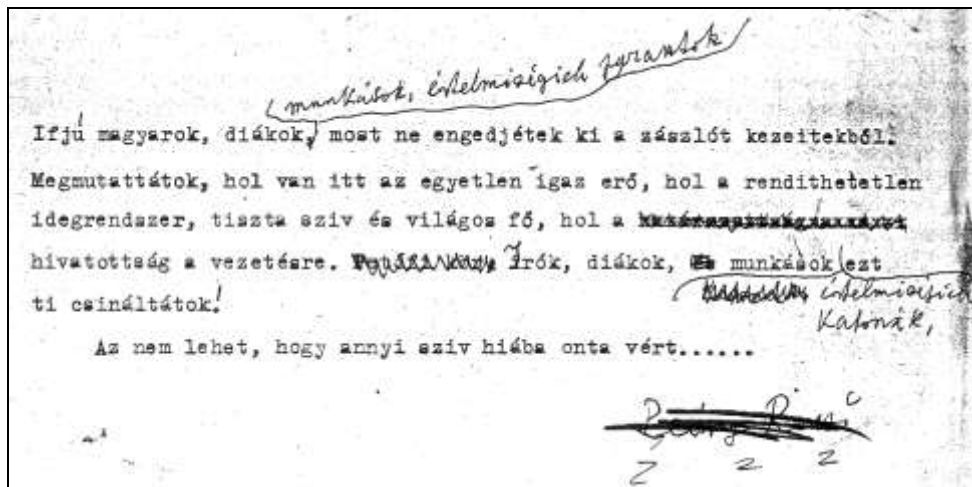 munkások, értelmiségiek
Ifjú magyarok, diákok, most ne engedjétek ki a zászlót kezeitekből.
Megmutattátok, hol van itt az egyetlen igaz erő, hol a rendithetetlen
idegrendszer, tiszta sziv és világos fő, hol a
hivatottság a vezetésre. Irók, diákok, munkások ezt
értelmiségiek
Katonák,
ti csináltátok!
Az nem lehet, hogy annyi sziv hiába onta vért......